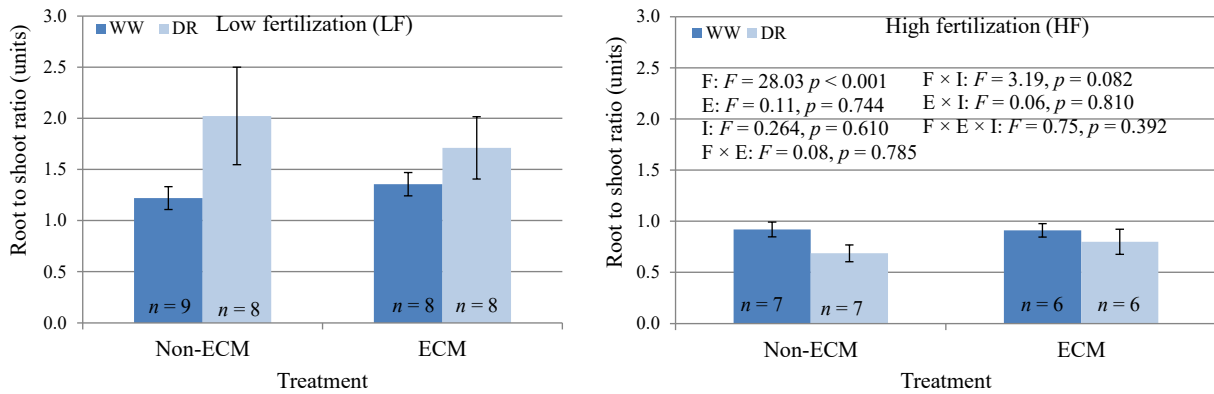 Low fertilization (LF)
WW DR
Root to shoot ratio (units)
3.0
2.5
2.0
1.5
1.0
0.5
0.0
n = 9
n = 8
n = 8
n = 8
Non-ECM
ECM
Treatment
High fertilization (HF)
WW DR
Root to shoot ratio (units)
3.0
2.5
2.0
1.5
1.0
0.5
0.0
F: F = 28.03 p < 0.001
E: F = 0.11, p = 0.744
I: F = 0.264, p = 0.610
F × E: F = 0.08, p = 0.785
F × I: F = 3.19, p = 0.082
E × I: F = 0.06, p = 0.810
F × E × I: F = 0.75, p = 0.392
n = 7
n = 7
n = 6
n = 6
Non-ECM
ECM
Treatment